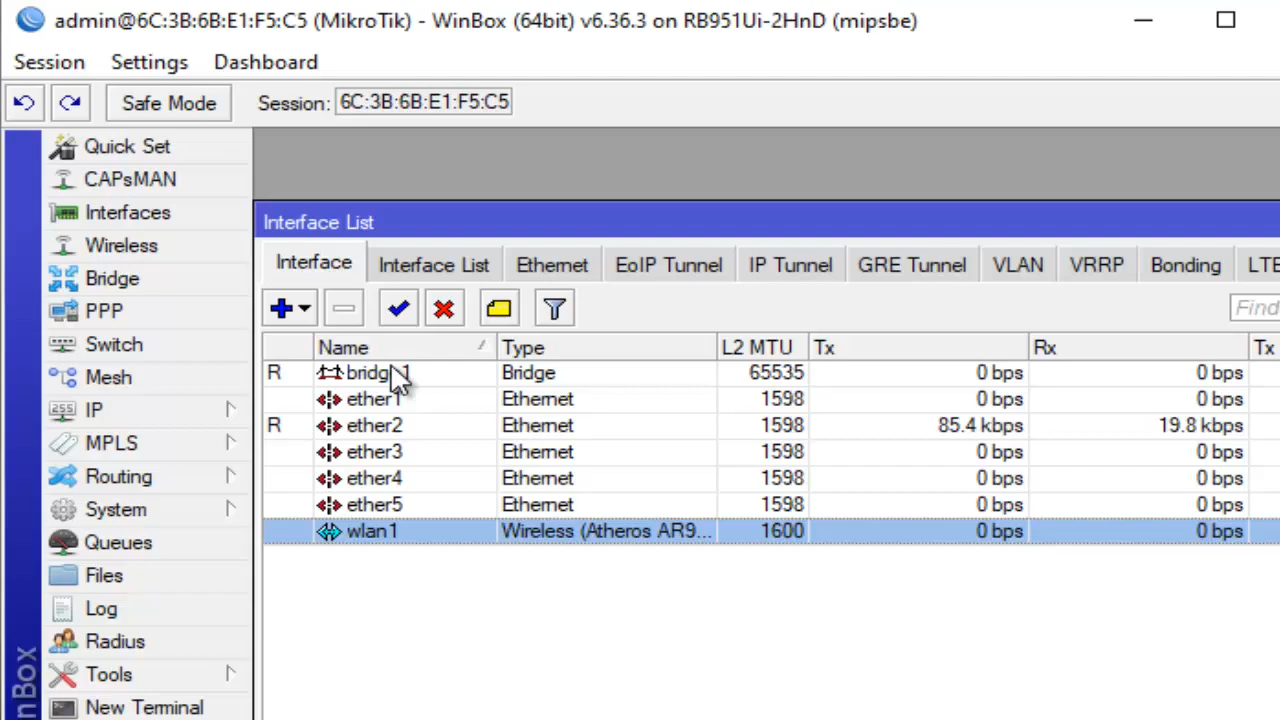 admin@6C:3B:6B:E1:F5:C5 (MikroTik) - WinBox (64bit) v6.36.3 on RB951Ui-2HnD (mipsbe)
Session Settings Dashboard
Safe Mode Session: 6C:3B:6B:E1:F5:C5
Quick Set
CAPsMAN
Interfaces
Wireless
Bridge
PPP
Switch
Mesh
255 IP
MPLS
Routing
System
Queues
Files
Log
Radius
Tools
New Terminal
nBox
Interface List
Interface Interface List Ethernet EoIP Tunnel IP Tunnel GRE Tunnel VLAN VRRP Bonding LTE
Find
Name Type L2 MTU Tx Rx Tx
R bridge1 Bridge 65535 0 bps 0 bps
ether1 Ethernet 1598 0 bps 0 bps
R ether2 Ethernet 1598 85.4 kbps 19.8 kbps
ether3 Ethernet 1598 0 bps 0 bps
ether4 Ethernet 1598 0 bps 0 bps
ether5 Ethernet 1598 0 bps 0 bps
wlan1 Wireless (Atheros AR9... 1600 0 bps 0 bps